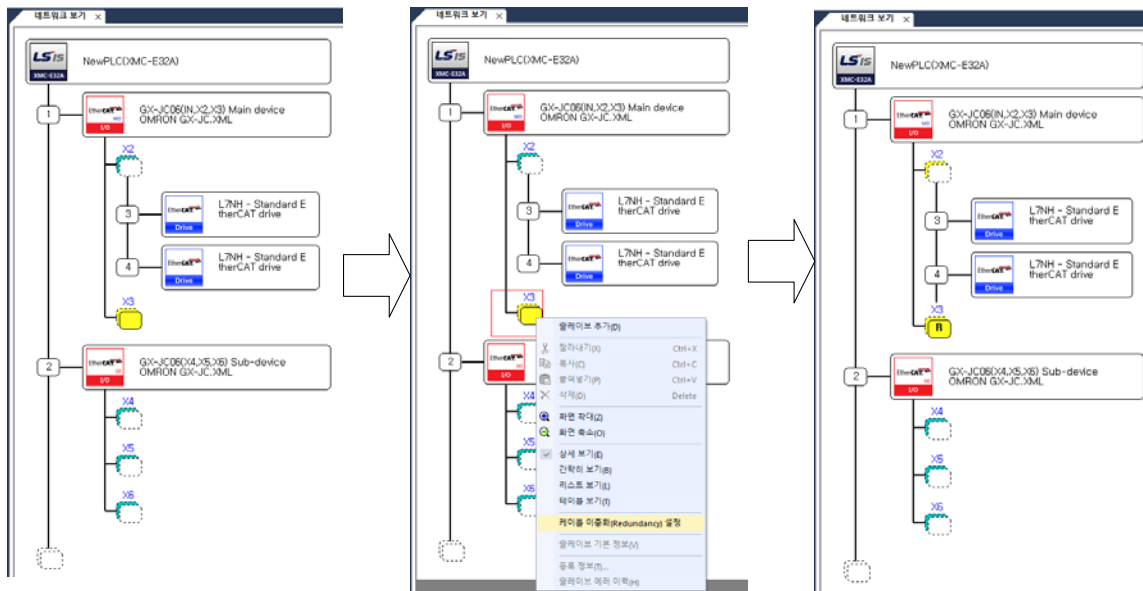 네트워크 보기 ×
LSIS
XMC-E32A
NewPLC(XMC-E32A)
1
EtherCAT
I/O
GX-JC06(IN,X2,X3) Main device
OMRON GX-JC.XML
X2
3
EtherCAT
Drive
L7NH - Standard E
therCAT drive
4
EtherCAT
Drive
L7NH - Standard E
therCAT drive
X3
2
EtherCAT
I/O
GX-JC06(X4,X5,X6) Sub-device
OMRON GX-JC.XML
X4
X5
X6
네트워크 보기 ×
LSIS
XMC-E32A
NewPLC(XMC-E32A)
1
EtherCAT
I/O
GX-JC06(IN,X2,X3) Main device
OMRON GX-JC.XML
X2
3
EtherCAT
Drive
L7NH - Standard E
therCAT drive
4
EtherCAT
Drive
L7NH - Standard E
therCAT drive
X3
2
EtherCAT
I/O
X4
X5
X6
슬레이브 추가(D)
잘라내기(X) Ctrl+X
복사(C) Ctrl+C
붙여넣기(P) Ctrl+V
삭제(D) Delete
화면 확대(Z)
화면 축소(O)
상세 보기(E)
간략히 보기(B)
리스트 보기(L)
테이블 보기(T)
케이블 이중화(Redundancy) 설정
슬레이브 기본 정보(V)
등록 정보(T)...
슬레이브 에러 이력(H)
네트워크 보기 ×
LSIS
XMC-E32A
NewPLC(XMC-E32A)
1
EtherCAT
I/O
GX-JC06(IN,X2,X3) Main device
OMRON GX-JC.XML
X2
3
EtherCAT
Drive
L7NH - Standard E
therCAT drive
4
EtherCAT
Drive
L7NH - Standard E
therCAT drive
X3
R
2
EtherCAT
I/O
GX-JC06(X4,X5,X6) Sub-device
OMRON GX-JC.XML
X4
X5
X6